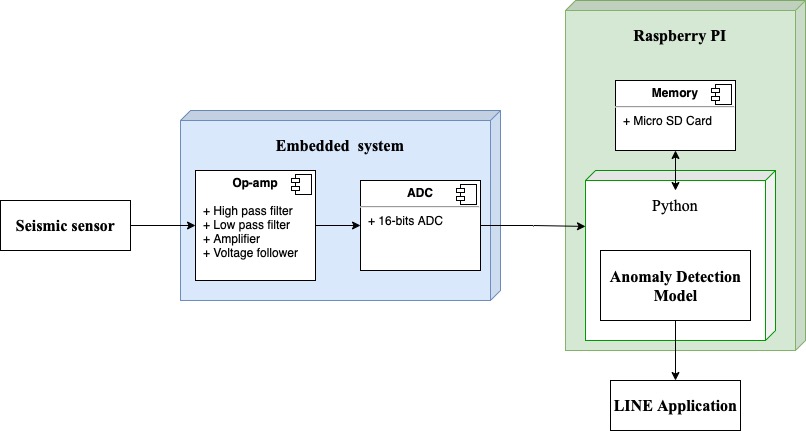 Raspberry PI
Memory
+ Micro SD Card
Embedded system
Op-amp
+ High pass filter
+ Low pass filter
+ Amplifier
+ Voltage follower
ADC
+ 16-bits ADC
Seismic sensor
Python
Anomaly Detection
Model
LINE Application